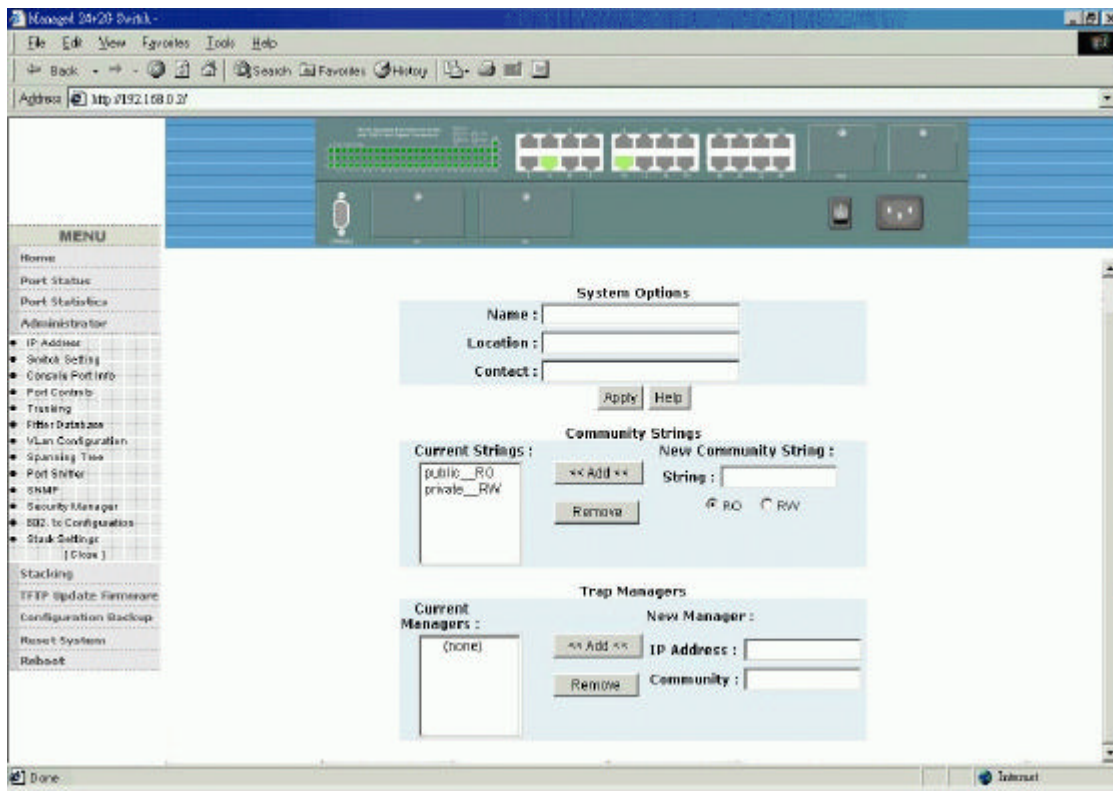 Managed 24+2G Switch -
File Edit View Favorites Tools Help
Back Search Favorites History
Address http://192.168.0.2/
MENU
Home
Port Status
Port Statistics
Administrator
IP Address
Switch Setting
Console Port Info
Port Controls
Trunking
Filter Database
VLan Configuration
Spanning Tree
Port Sniffer
SNMP
Security Manager
802.1x Configuration
Stack Settings
[ Close ]
Stacking
TFTP Update Firmware
Configuration Backup
Reset System
Reboot
System Options
Name :
Location :
Contact :
Apply Help
Community Strings
Current Strings : New Community String :
public__RO
private__RW
<< Add << String :
Remove RO RW
Trap Managers
Current
Managers :
New Manager :
(none)
<< Add << IP Address :
Remove Community :
Done Internet